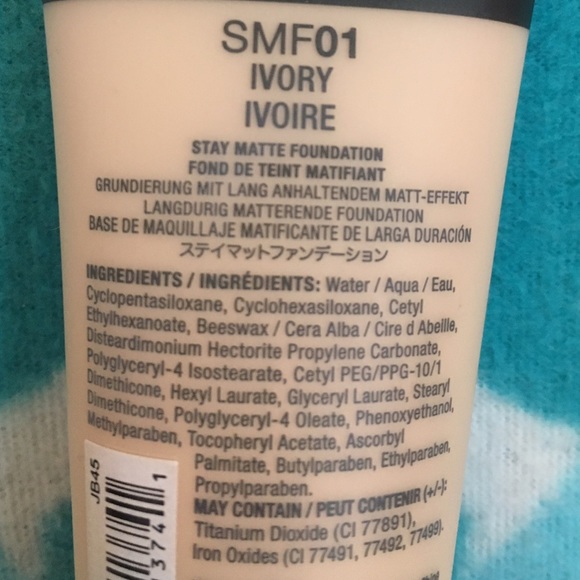 SMF01
IVORY
IVOIRE
STAY MATTE FOUNDATION
FOND DE TEINT MATIFIANT
GRUNDIERUNG MIT LANG ANHALTENDEM MATT-EFFEKT
LANGDURIG MATTERENDE FOUNDATION
BASE DE MAQUILLAJE MATIFICANTE DE LARGA DURACIÓN
ステイマットファンデーション
INGREDIENTS / INGRÉDIENTS: Water / Aqua / Eau,
Cyclopentasiloxane, Cyclohexasiloxane, Cetyl
Ethylhexanoate, Beeswax / Cera Alba / Cire d Abeille,
Disteardimonium Hectorite Propylene Carbonate,
Polyglyceryl-4 Isostearate, Cetyl PEG/PPG-10/1
Dimethicone, Hexyl Laurate, Glyceryl Laurate, Stearyl
Dimethicone, Polyglyceryl-4 Oleate, Phenoxyethanol,
Methylparaben, Tocopheryl Acetate, Ascorbyl
Palmitate, Butylparaben, Ethylparaben,
Propylparaben.
MAY CONTAIN / PEUT CONTENIR (+/-):
Titanium Dioxide (CI 77891),
Iron Oxides (CI 77491, 77492, 77499).
JB45